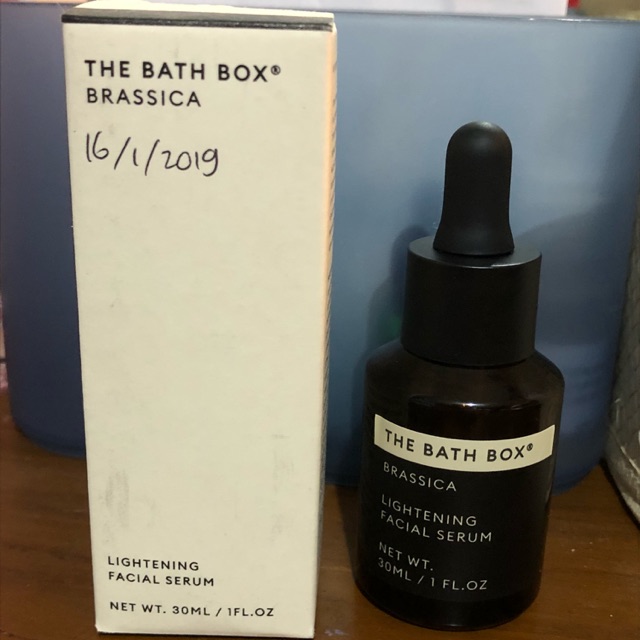 THE BATH BOX®
BRASSICA
16/1/2019
LIGHTENING
FACIAL SERUM
NET WT. 30ML / 1FL.OZ
THE BATH BOX®
BRASSICA
LIGHTENING
FACIAL SERUM
NET WT.
30ML / 1 FL.OZ